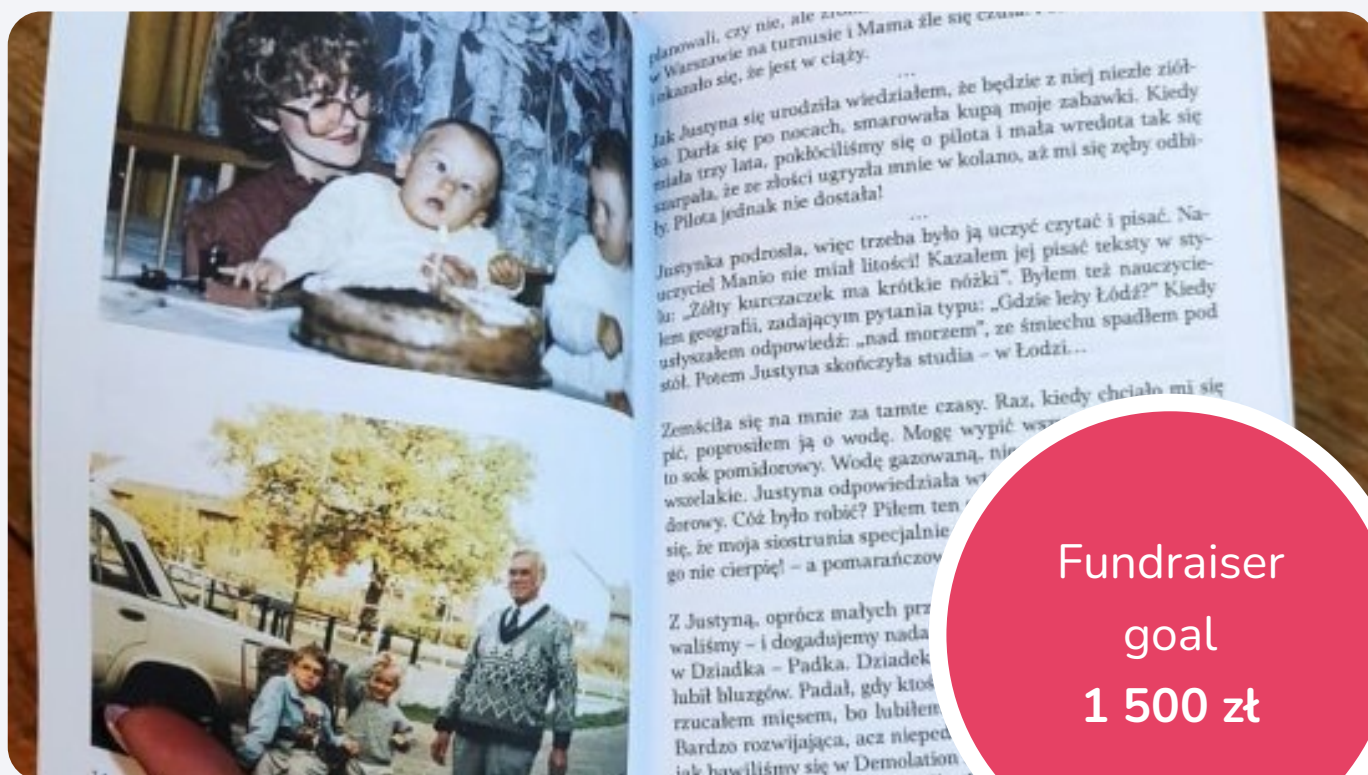 planowali, czy nie, ale
w Warszawie na turnusie i Mama źle się czuła.
i okazało się, że jest w ciąży.
...
Jak Justyna się urodziła wiedziałem, że będzie z niej niezłe ziół-
ko. Darła się po nocach, smarowała kupą moje zabawki. Kiedy
miała trzy lata, pokłóciliśmy się o pilota i mała wredota tak się
szarpała, że ze złości ugryzła mnie w kolano, aż mi się zęby odbi-
ły. Pilota jednak nie dostała!
...
Justynka podrosła, więc trzeba było ją uczyć czytać i pisać. Na-
uczyciel Manio nie miał litości! Kazałem jej pisać teksty w sty-
lu: „Żółty kurczaczek ma krótkie nóżki”. Byłem też nauczycie-
lem geografii, zadającym pytania typu: „Gdzie leży Łódź?” Kiedy
usłyszałem odpowiedź: „nad morzem”, ze śmiechu spadłem pod
stół. Potem Justyna skończyła studia – w Łodzi...
Zemściła się na mnie za tamte czasy. Raz, kiedy chciało mi się
pić, poprosiłem ją o wodę. Mogę wypić
to sok pomidorowy. Wodę gazowaną,
wszelakie. Justyna odpowiedziała
dorowy. Cóż było robić? Piłem ten
się, że moja siostrunia specjalnie
go nie cierpię! – a
Z Justyną, oprócz małych
waliśmy – i dogadujemy nada
w Dziadka – Padka. Dziadek
lubił bluzgów. Padał, gdy ktoś
rzucałem mięsem, bo lubiłem
Bardzo rozwijająca, acz
jak bawiliśmy się w Demolation
Fundraiser
goal
1 500 zł